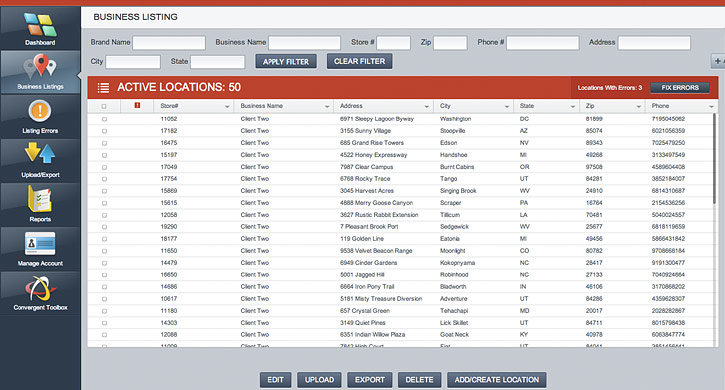 BUSINESS LISTING
Dashboard
Business Listings
Listing Errors
Upload/Export
Reports
Manage Account
Convergent Toolbox
Brand Name Business Name Store # Zip Phone # Address
City State APPLY FILTER CLEAR FILTER
ACTIVE LOCATIONS: 50 Locations With Errors: 3 FIX ERRORS
Store# Business Name Address City State Zip Phone
11052 Client Two 6971 Sleepy Lagoon Byway Washington DC 81899 7195045062
17182 Client Two 3155 Sunny Village Stoopville AZ 85074 6021056359
16475 Client Two 685 Grand Rise Towers Edson NV 89343 7025479250
15197 Client Two 4522 Honey Expressway Handshoe MI 49268 3133497549
17049 Client Two 7987 Clear Campus Burnt Cabins OR 97508 4589604408
17754 Client Two 6768 Rocky Trace Tango UT 84281 3852184007
15869 Client Two 3045 Harvest Acres Singing Brook WV 24910 6814310687
15615 Client Two 4888 Merry Goose Canyon Scraper PA 16764 2154536256
12058 Client Two 3627 Rustic Rabbit Extension Tillicum LA 70481 5040024557
19290 Client Two 7 Pleasant Brook Port Sedgewick WV 25677 6818119659
18177 Client Two 119 Golden Line Eatonia MI 49456 5866431842
11650 Client Two 9538 Velvet Beacon Range Moonlight CO 80782 9708668184
14479 Client Two 6949 Cinder Gardens Kokopnyama NC 28417 9191300477
16650 Client Two 5001 Jagged Hill Robinhood NC 27133 7040924664
14686 Client Two 6664 Iron Pony Trail Bladworth IN 46106 3170868202
10617 Client Two 5181 Misty Treasure Diversion Adventure UT 84286 4359628307
11180 Client Two 657 Crystal Green Tehachapi MD 20017 2028282867
14303 Client Two 3149 Quiet Pines Lick Skillet UT 84711 8015798438
12088 Client Two 6351 Indian Willow Plaza Goat Neck KY 40978 6063847774
Client Two UT
EDIT UPLOAD EXPORT DELETE ADD/CREATE LOCATION